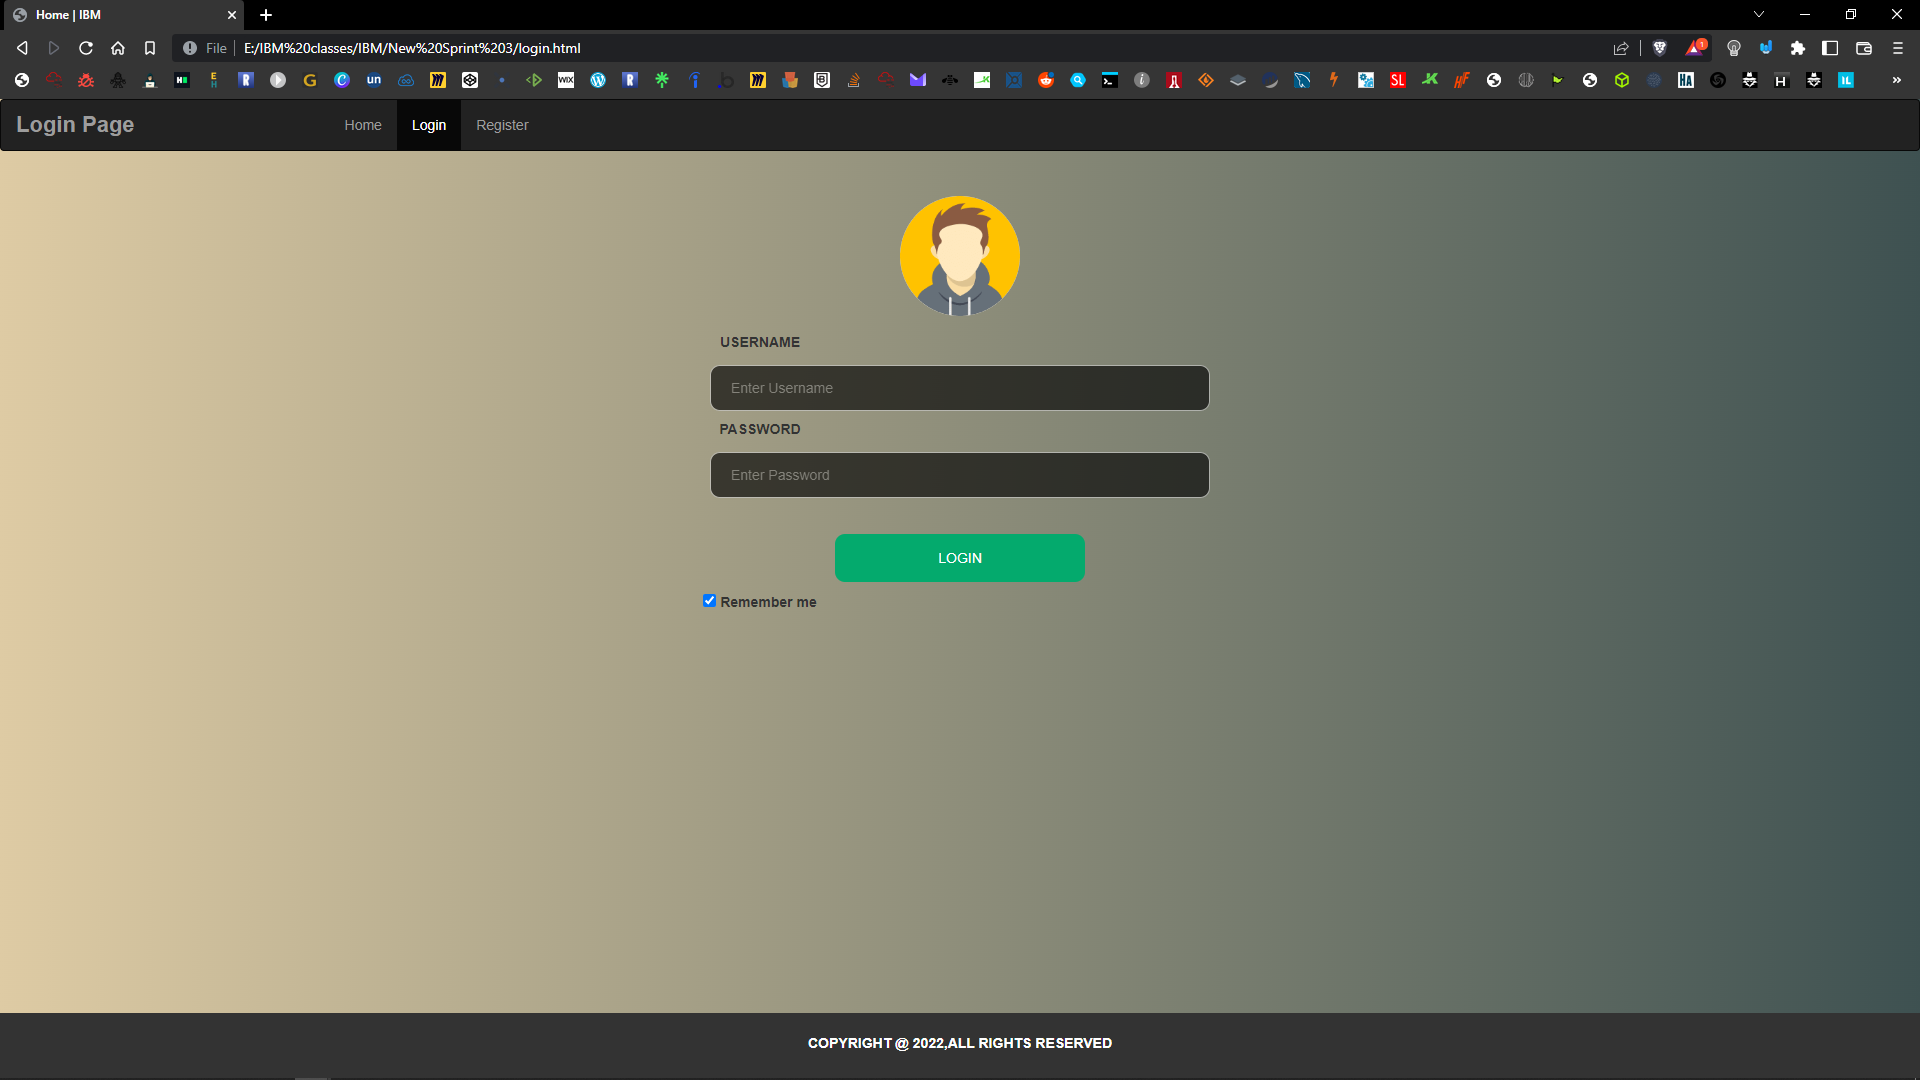 Home | IBM
File
E:/IBM%20classes/IBM/New%20Sprint%203/login.html
Login Page
Home
Login
Register
USERNAME
Enter Username
PASSWORD
Enter Password
LOGIN
Remember me
COPYRIGHT @ 2022,ALL RIGHTS RESERVED